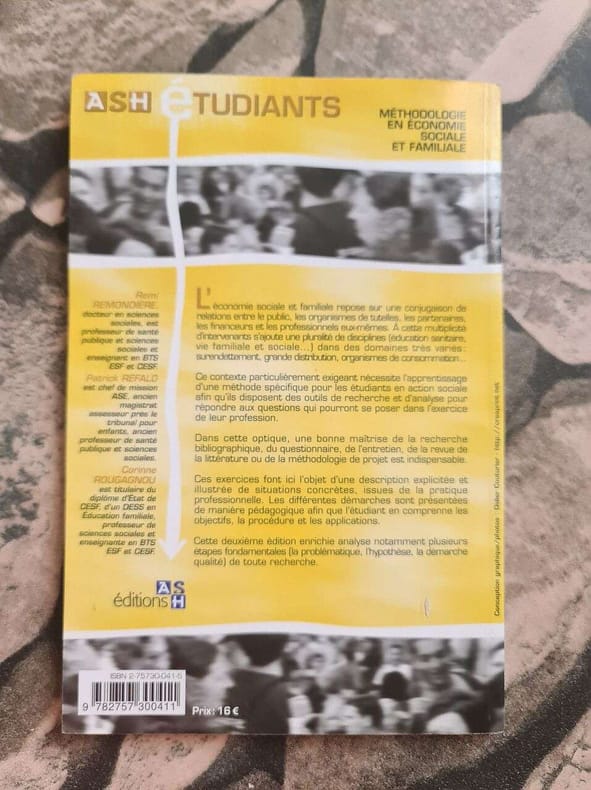 ASH éTUDIANTS
MÉTHODOLOGIE
EN ÉCONOMIE
SOCIALE
ET FAMILIALE
Remi
REMONDIÈRE,
docteur en sciences
sociales, est
professeur de santé
publique et sciences
sociales et
enseignant en BTS
ESF et CESF.
Patrick REFALO
est chef de mission
ASE, ancien
magistrat
assesseur près le
tribunal pour
enfants, ancien
professeur de santé
publique et sciences
sociales.
Corinne
ROUGAGNOU
est titulaire du
diplôme d'État de
CESF, d'un DESS en
Éducation familiale,
professeur de
sciences sociales et
enseignante en BTS
ESF et CESF.
L'économie sociale et familiale repose sur une conjugaison de
relations entre le public, les organismes de tutelles, les partenaires,
les financeurs et les professionnels eux-mêmes. À cette multiplicité
d'intervenants s'ajoute une pluralité de disciplines (éducation sanitaire,
vie familiale et sociale...) dans des domaines très variés :
surendettement, grande distribution, organismes de consommation...
Ce contexte particulièrement exigeant nécessite l'apprentissage
d'une méthode spécifique pour les étudiants en action sociale
afin qu'ils disposent des outils de recherche et d'analyse pour
répondre aux questions qui pourront se poser dans l'exercice
de leur profession.
Dans cette optique, une bonne maîtrise de la recherche
bibliographique, du questionnaire, de l'entretien, de la revue de
la littérature ou de la méthodologie de projet est indispensable.
Ces exercices font ici l'objet d'une description explicitée et
illustrée de situations concrètes, issues de la pratique
professionnelle. Les différentes démarches sont présentées
de manière pédagogique afin que l'étudiant en comprenne les
objectifs, la procédure et les applications.
Cette deuxième édition enrichie analyse notamment plusieurs
étapes fondamentales (la problématique, l'hypothèse, la démarche
qualité) de toute recherche.
Conception graphique/photos : Didier Couturier - http://creaprint.net
éditions ASH
ISBN 2-75730-041-5
9 782757 300411
Prix : 16 €